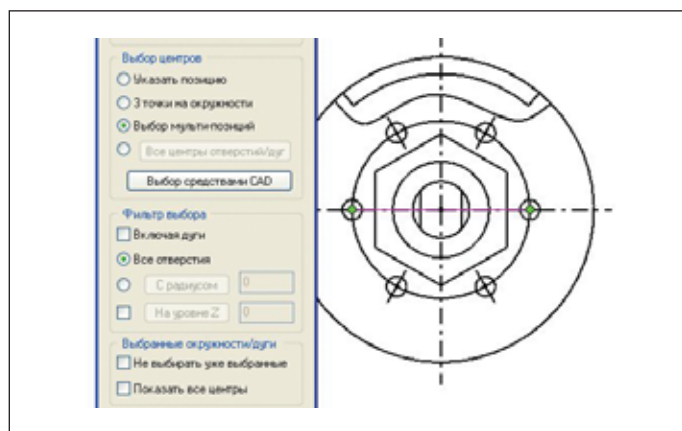 Выбор центров
Указать позицию
3 точки на окружности
Выбор мульти-позиций
Все центры отверстий/дуг
Выбор средствами CAD
Фильтр выбора
Включая дуги
Все отверстия
С радиусом 0
На уровне Z 0
Выбранные окружности/дуги
Не выбирать уже выбранные
Показать все центры